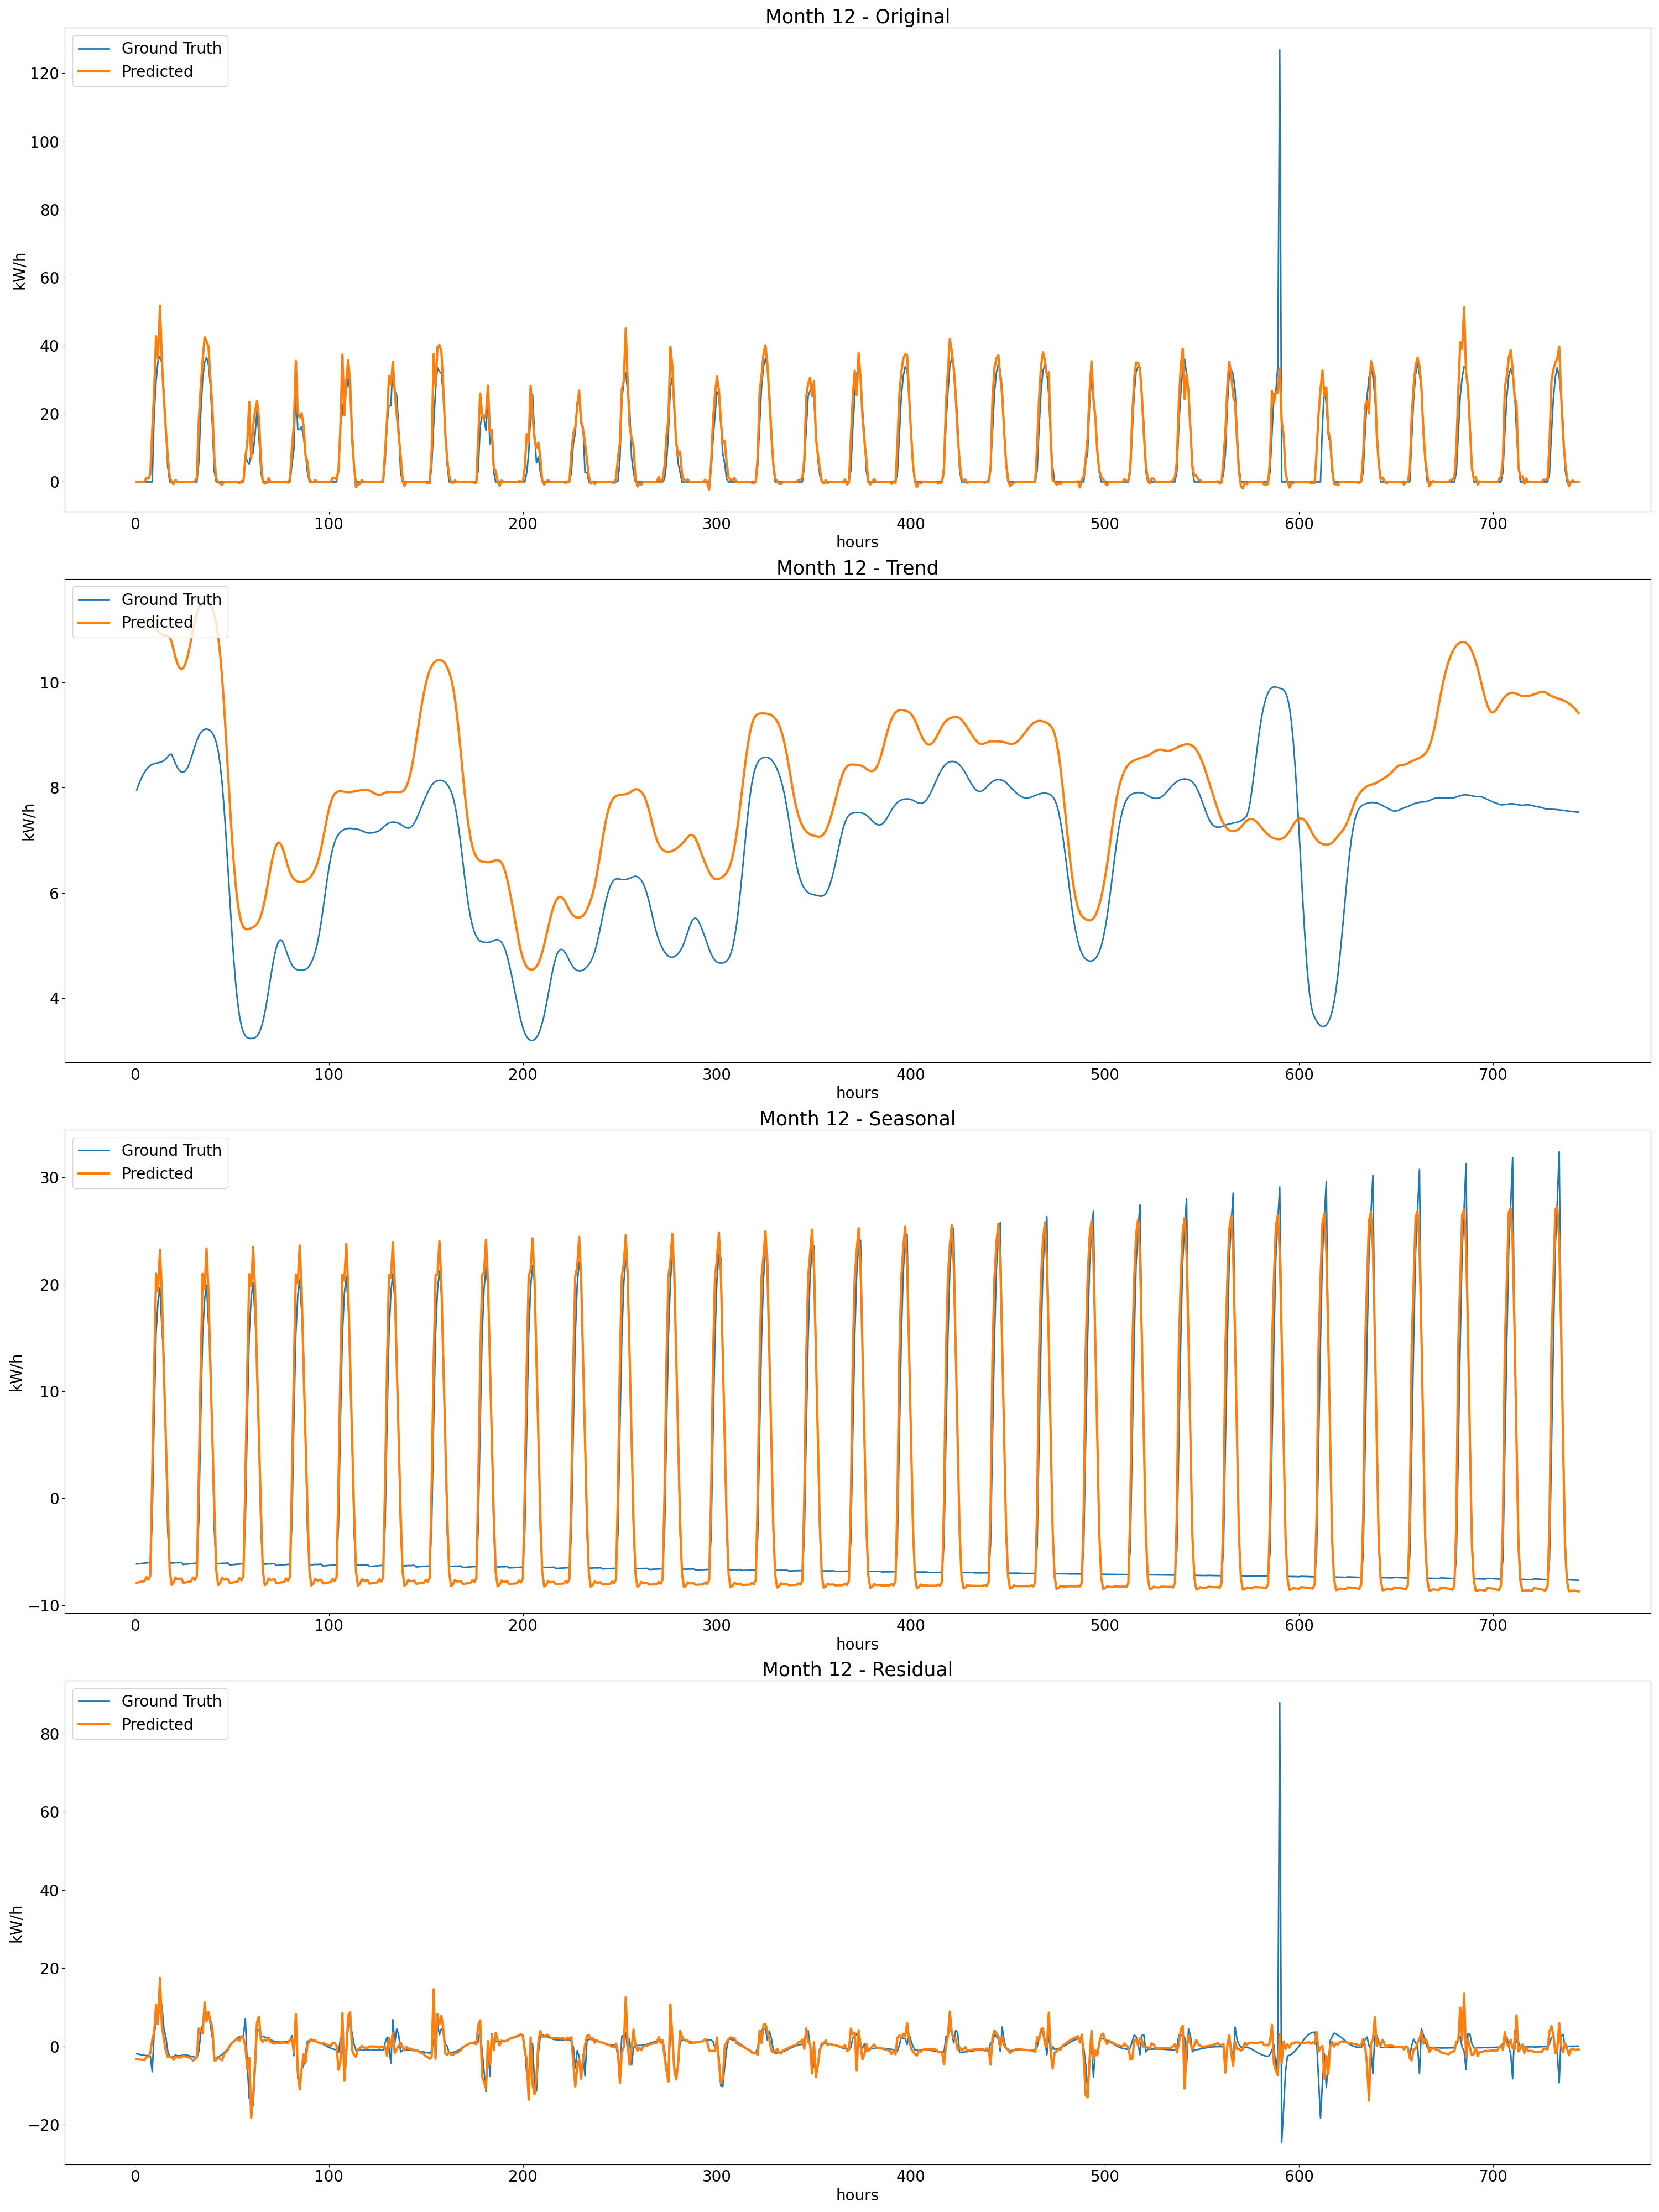 Month 12 - Original
Ground Truth
Predicted
120
100
80
60
40
20
0
kW/h
0 100 200 300 400 500 600 700
hours
Month 12 - Trend
Ground Truth
Predicted
10
8
6
4
kW/h
0 100 200 300 400 500 600 700
hours
Month 12 - Seasonal
Ground Truth
Predicted
30
20
10
0
−10
kW/h
0 100 200 300 400 500 600 700
hours
Month 12 - Residual
Ground Truth
Predicted
80
60
40
20
0
−20
kW/h
0 100 200 300 400 500 600 700
hours